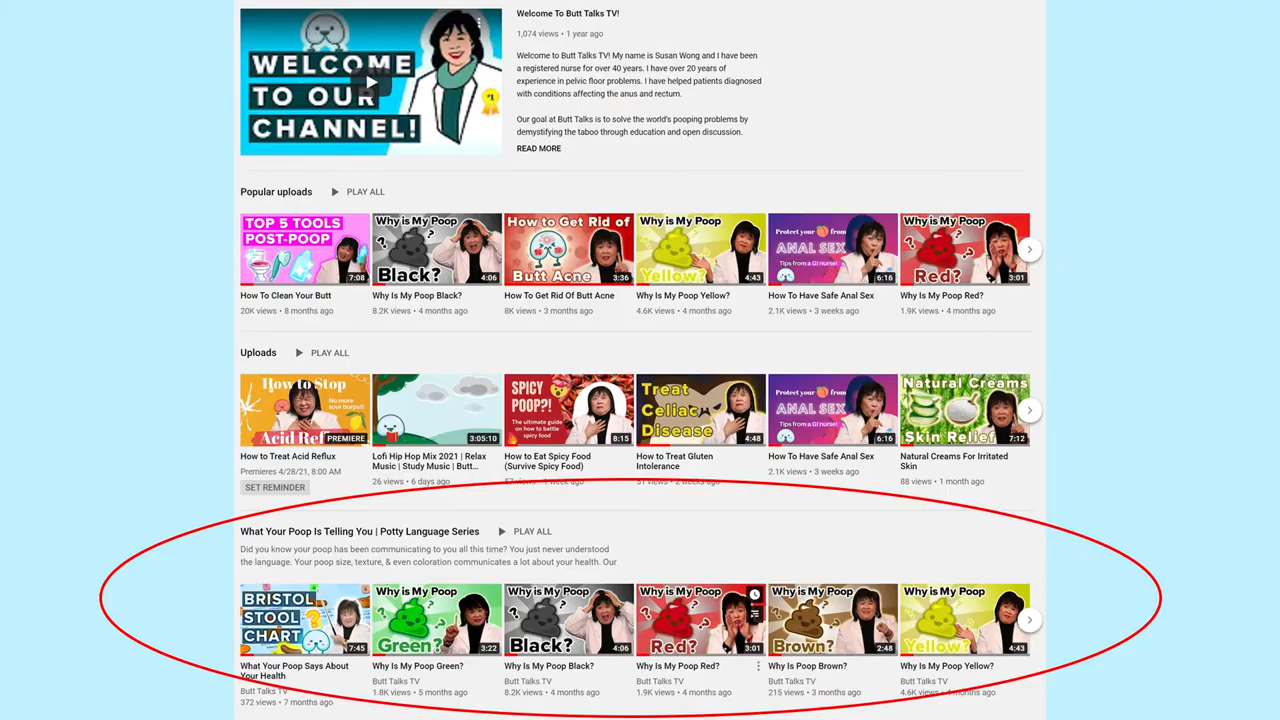 WELCOME
TO OUR
CHANNEL!
#1
Welcome To Butt Talks TV!
1,074 views • 1 year ago
Welcome to Butt Talks TV! My name is Susan Wong and I have been
a registered nurse for over 40 years. I have over 20 years of
experience in pelvic floor problems. I have helped patients diagnosed
with conditions affecting the anus and rectum.
Our goal at Butt Talks is to solve the world's pooping problems by
demystifying the taboo through education and open discussion.
READ MORE
Popular uploads
PLAY ALL
TOP 5 TOOLS
POST-POOP
7:08
How To Clean Your Butt
20K views • 8 months ago
Why is My Poop
Black?
4:06
Why Is My Poop Black?
8.2K views • 4 months ago
How to Get Rid of
Butt Acne
3:36
How To Get Rid Of Butt Acne
8K views • 3 months ago
Why is My Poop
Yellow?
4:43
Why Is My Poop Yellow?
4.6K views • 4 months ago
Protect your from
ANAL SEX
Tips from a GI nurse!
6:16
How To Have Safe Anal Sex
2.1K views • 3 weeks ago
Why is My Poop
Red?
3:01
Why Is My Poop Red?
1.9K views • 4 months ago
Uploads
PLAY ALL
How to Stop
No more
sour burps!
Acid Ref
PREMIERE
How to Treat Acid Reflux
Premieres 4/28/21, 8:00 AM
SET REMINDER
3:05:10
Lofi Hip Hop Mix 2021 | Relax
Music | Study Music | Butt...
26 views • 6 days ago
SPICY
POOP?!
The ultimate guide
on how to battle
spicy food
8:15
How to Eat Spicy Food
(Survive Spicy Food)
57 views • 1 week ago
Treat
Celiac
Disease
4:48
How to Treat Gluten
Intolerance
views • 2 weeks ago
Protect your from
ANAL SEX
Tips from a GI nurse!
6:16
How To Have Safe Anal Sex
2.1K views • 3 weeks ago
Natural Creams
Skin Relief
7:12
Natural Creams For Irritated
Skin
88 views • 1 month ago
What Your Poop Is Telling You | Potty Language Series
PLAY ALL
Did you know your poop has been communicating to you all this time? You just never understood
the language. Your poop size, texture, & even coloration communicates a lot about your health. Our
BRISTOL
STOOL
CHART
7:45
What Your Poop Says About
Your Health
Butt Talks TV
372 views • 7 months ago
Why is My Poop
Green?
3:22
Why Is My Poop Green?
Butt Talks TV
1.8K views • 5 months ago
Why is My Poop
Black?
4:06
Why Is My Poop Black?
Butt Talks TV
8.2K views • 4 months ago
Why is My Poop
Red?
3:01
Why Is My Poop Red?
Butt Talks TV
1.9K views • 4 months ago
Why is My Poop
Brown?
2:48
Why Is Poop Brown?
Butt Talks TV
215 views • 3 months ago
Why is My Poop
Yellow?
4:43
Why Is My Poop Yellow?
Butt Talks TV
4.6K views • 4 months ago